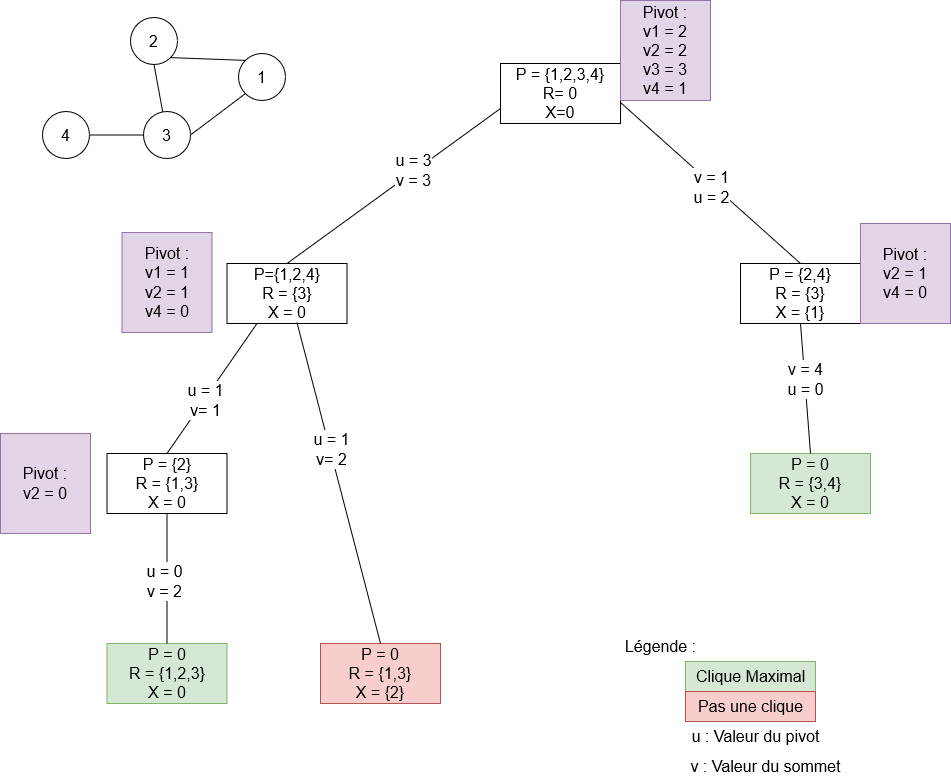 2
1
4
3
Pivot :
v1 = 2
v2 = 2
v3 = 3
v4 = 1
P = {1,2,3,4}
R= 0
X=0
u = 3
v = 3
v = 1
u = 2
Pivot :
v1 = 1
v2 = 1
v4 = 0
P={1,2,4}
R = {3}
X = 0
P = {2,4}
R = {3}
X = {1}
Pivot :
v2 = 1
v4 = 0
u = 1
v= 1
u = 1
v= 2
v = 4
u = 0
Pivot :
v2 = 0
P = {2}
R = {1,3}
X = 0
P = 0
R = {3,4}
X = 0
u = 0
v = 2
P = 0
R = {1,2,3}
X = 0
P = 0
R = {1,3}
X = {2}
Légende :
Clique Maximal
Pas une clique
u : Valeur du pivot
v : Valeur du sommet